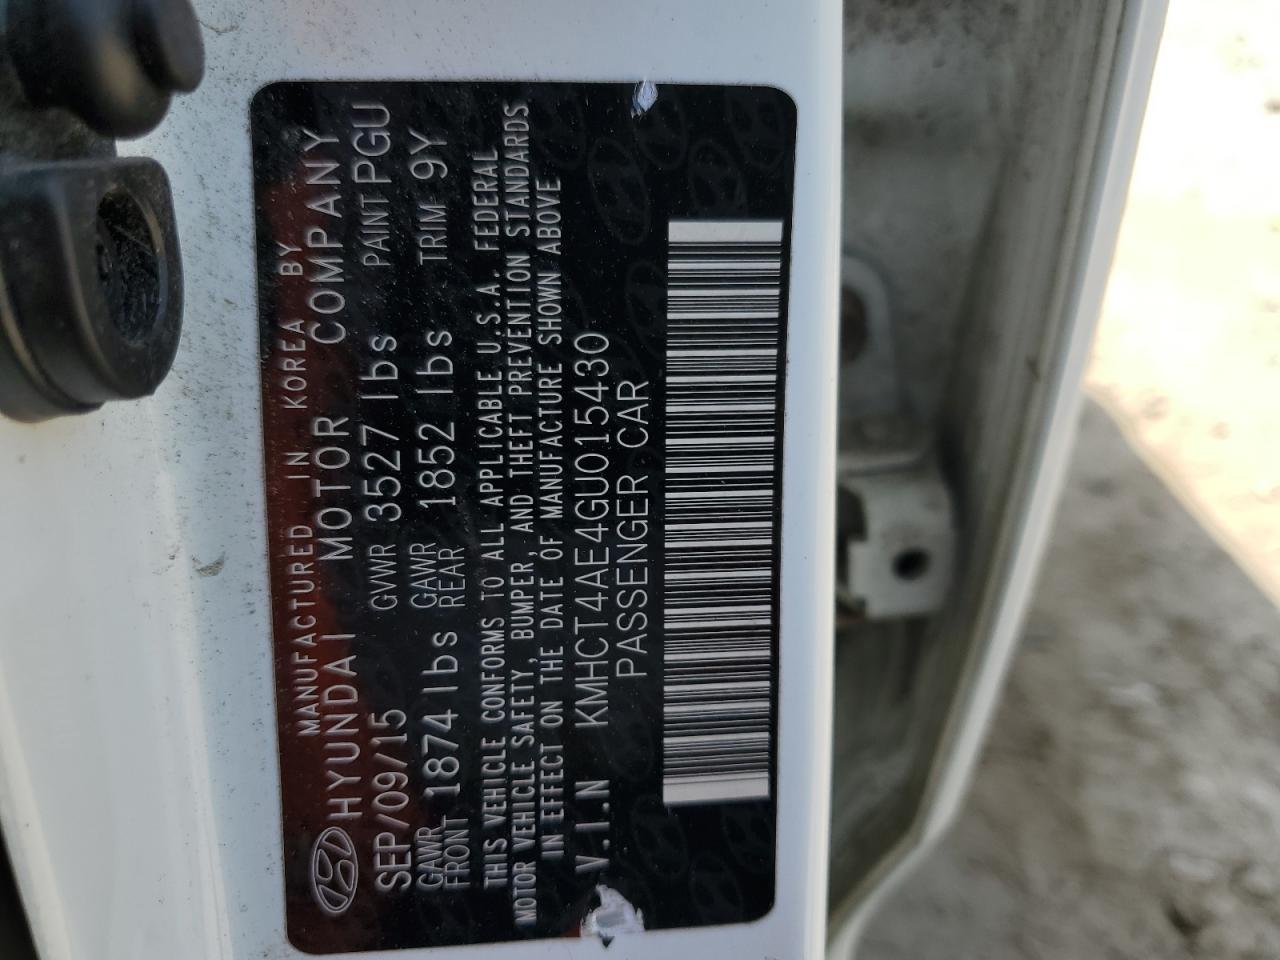 MANUFACTURED IN KOREA BY
HYUNDAI MOTOR COMPANY
SEP/09/15 GVWR 3527 lbs PAINT PGU
GAWR FRONT 1874 lbs GAWR REAR 1852 lbs TRIM 9Y
THIS VEHICLE CONFORMS TO ALL APPLICABLE U.S.A. FEDERAL
MOTOR VEHICLE SAFETY, BUMPER, AND THEFT PREVENTION STANDARDS
IN EFFECT ON THE DATE OF MANUFACTURE SHOWN ABOVE
V.I.N KMHCT4AE4GU015430
PASSENGER CAR